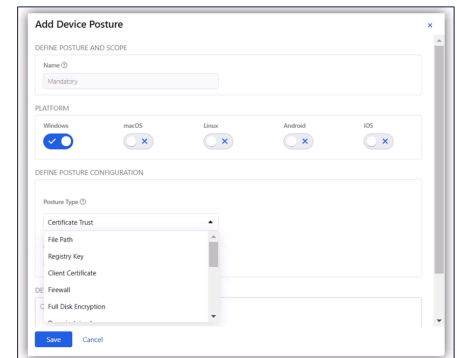 Add Device Posture
DEFINE POSTURE AND SCOPE
Name
Mandatory
PLATFORM
Windows macOS Linux Android iOS
DEFINE POSTURE CONFIGURATION
Posture Type
Certificate Trust
File Path
Registry Key
Client Certificate
Firewall
DE
Full Disk Encryption
Save Cancel